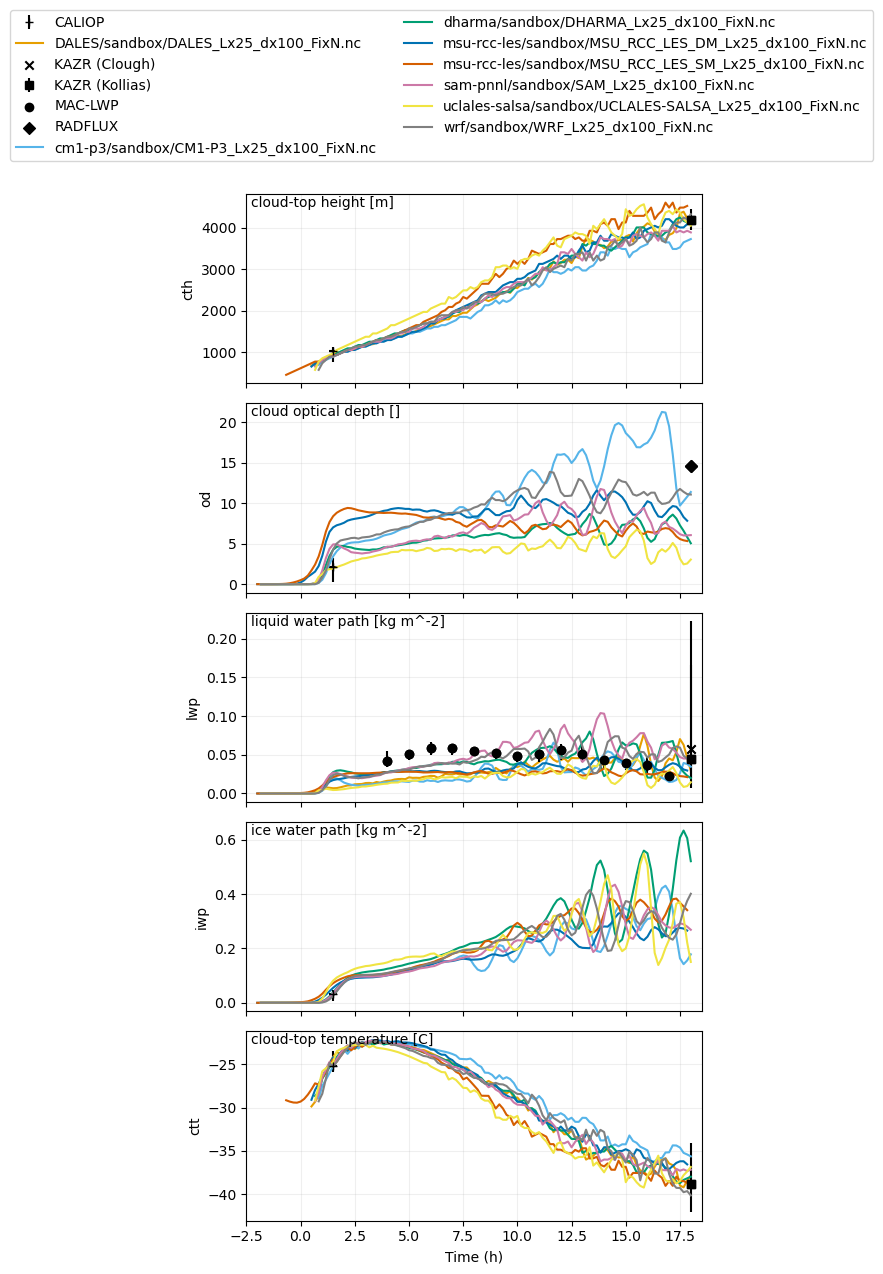 CALIOP
DALES/sandbox/DALES_Lx25_dx100_FixN.nc
KAZR (Clough)
KAZR (Kollias)
MAC-LWP
RADFLUX
cm1-p3/sandbox/CM1-P3_Lx25_dx100_FixN.nc
dharma/sandbox/DHARMA_Lx25_dx100_FixN.nc
msu-rcc-les/sandbox/MSU_RCC_LES_DM_Lx25_dx100_FixN.nc
msu-rcc-les/sandbox/MSU_RCC_LES_SM_Lx25_dx100_FixN.nc
sam-pnnl/sandbox/SAM_Lx25_dx100_FixN.nc
uclales-salsa/sandbox/UCLALES-SALSA_Lx25_dx100_FixN.nc
wrf/sandbox/WRF_Lx25_dx100_FixN.nc
cloud-top height [m]
4000
3000
2000
1000
cth
cloud optical depth []
20
15
10
5
0
od
liquid water path [kg m^-2]
0.20
0.15
0.10
0.05
0.00
lwp
ice water path [kg m^-2]
0.6
0.4
0.2
0.0
iwp
cloud-top temperature [C]
−25
−30
−35
−40
ctt
−2.5 0.0 2.5 5.0 7.5 10.0 12.5 15.0 17.5
Time (h)